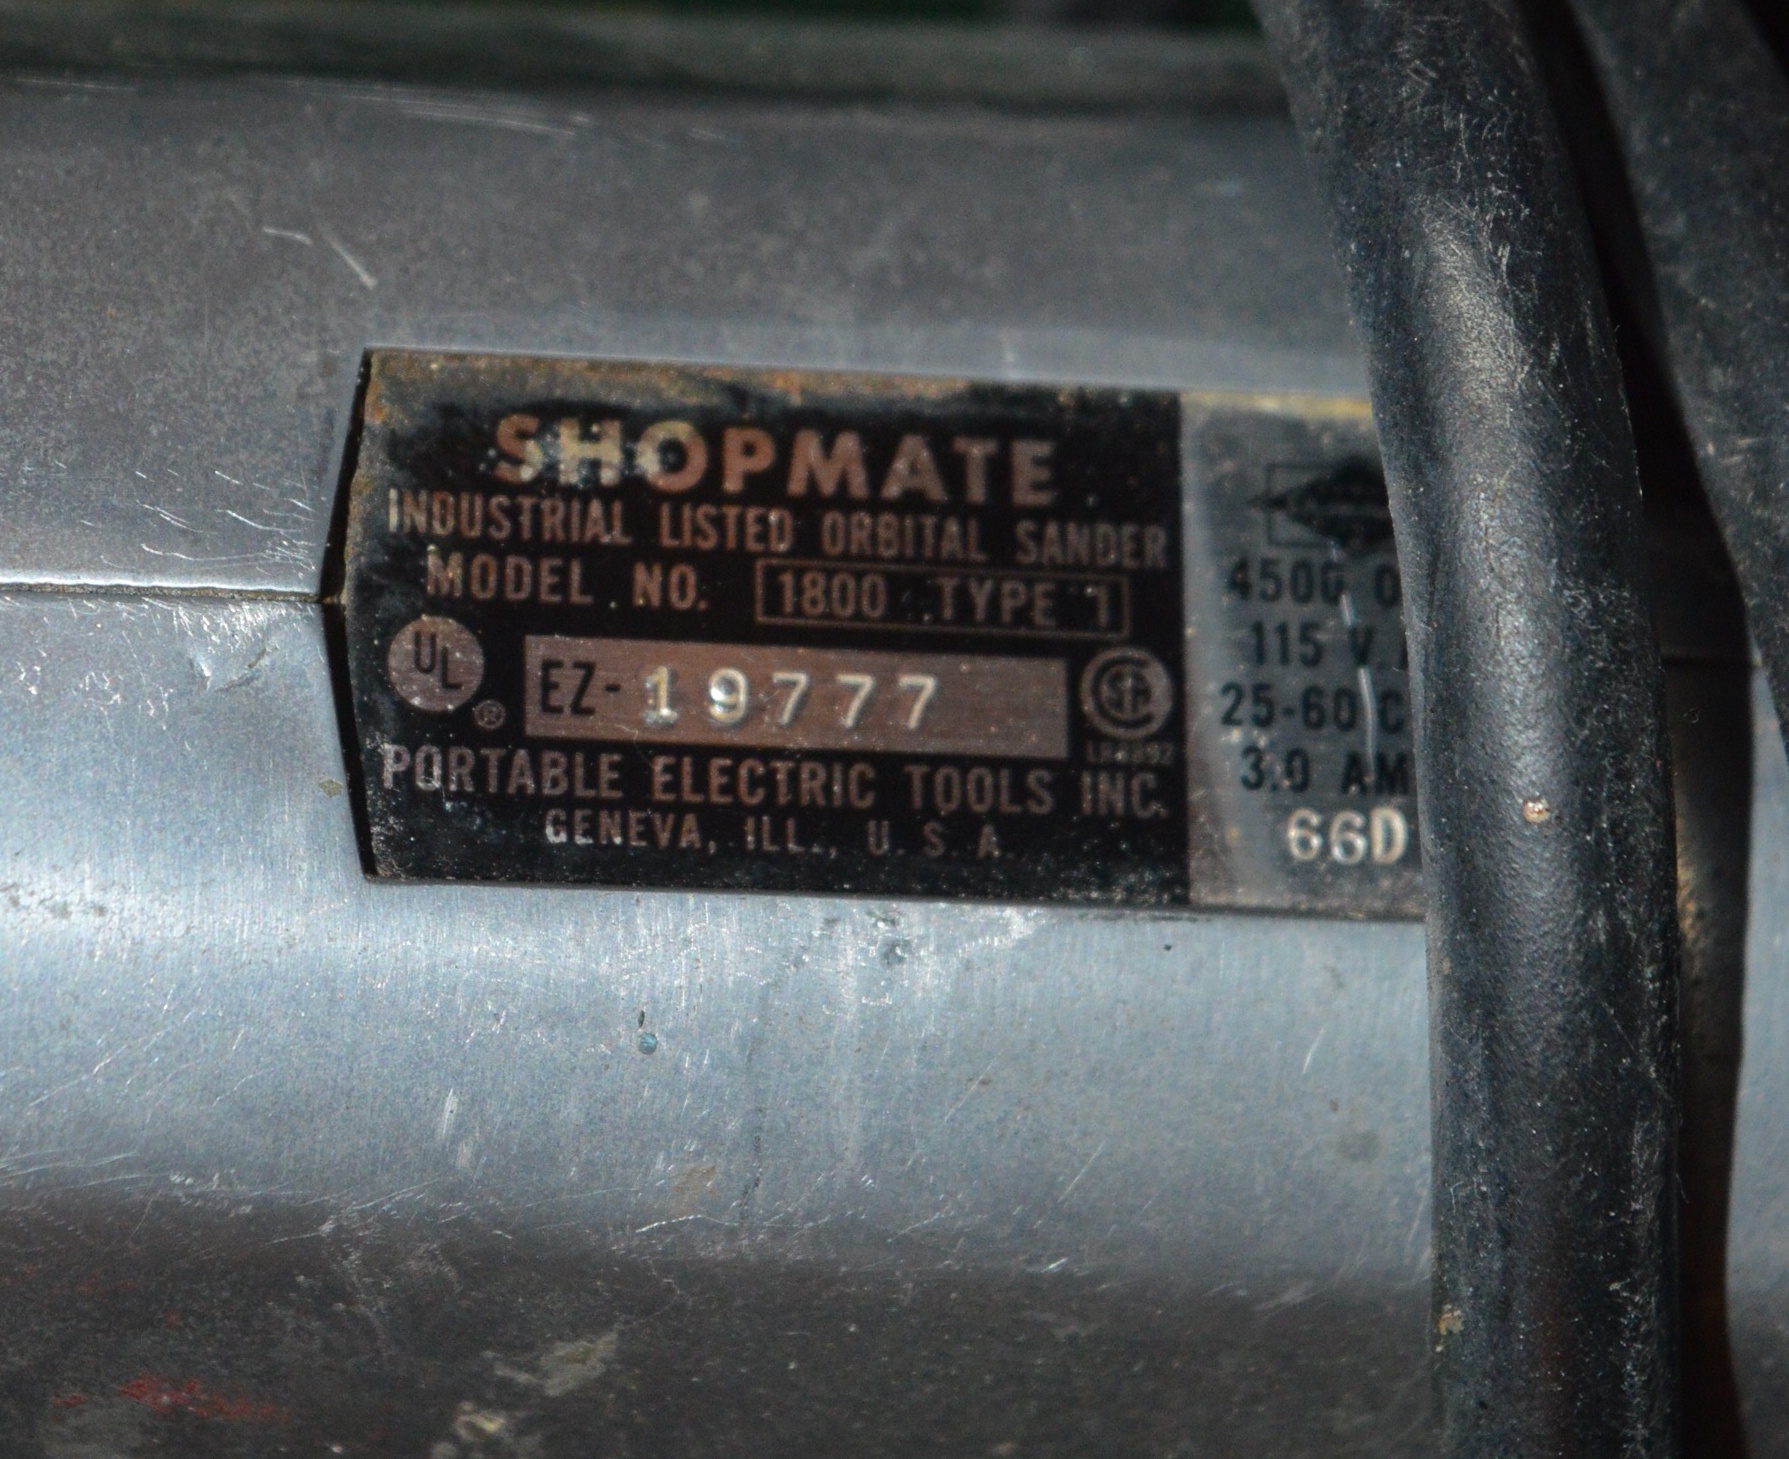 SHOPMATE
INDUSTRIAL LISTED ORBITAL SANDER
MODEL NO. 1800 TYPE 1
UL ®
EZ-19777
PORTABLE ELECTRIC TOOLS INC.
GENEVA, ILL., U. S. A.
4500 O
115 V.
25-60 C
3.0 AM
66D